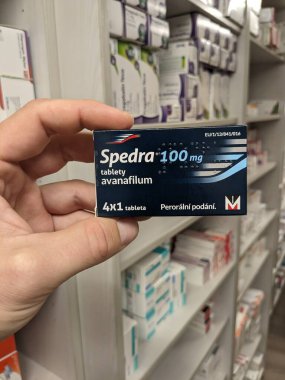 EU/1/13/841/016
Spedra 100 mg
tablety
avanafilum
4x1 tableta
Perorální podání.